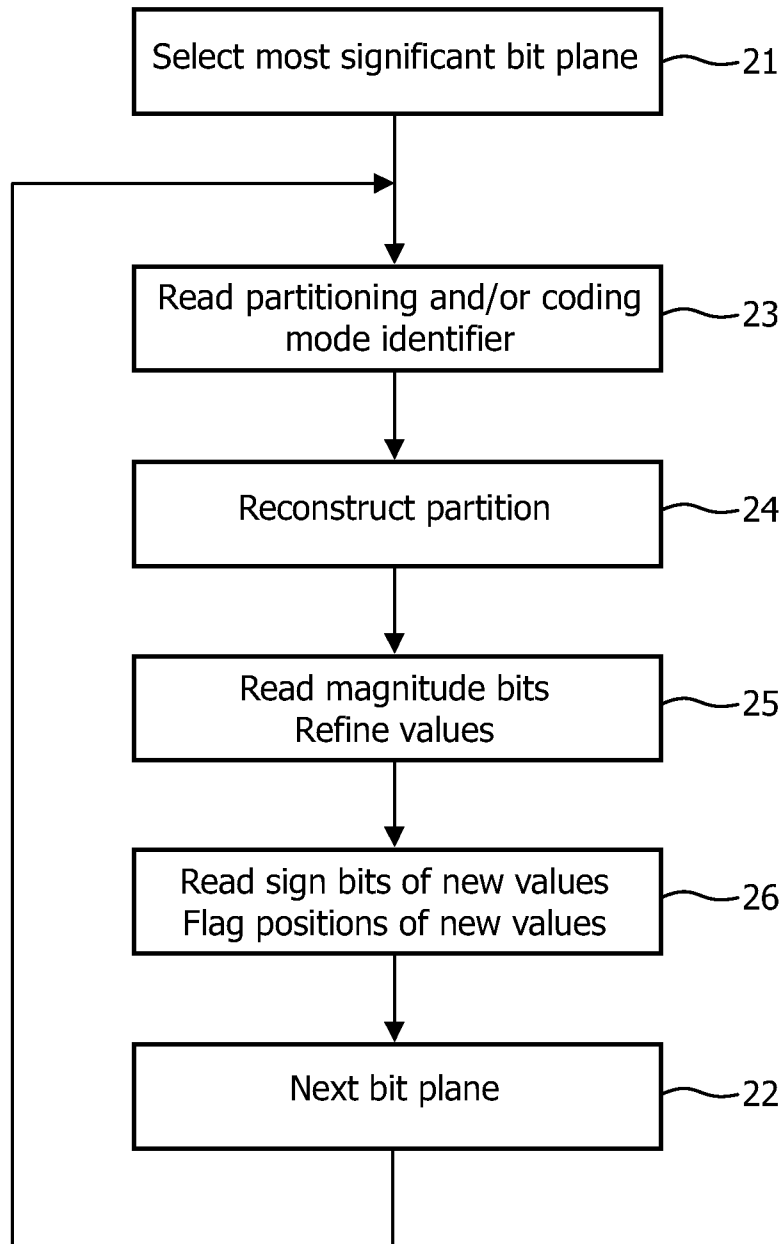 Select most significant bit plane
21
Read partitioning and/or coding
mode identifier
23
Reconstruct partition
24
Read magnitude bits
Refine values
25
Read sign bits of new values
Flag positions of new values
26
Next bit plane
22